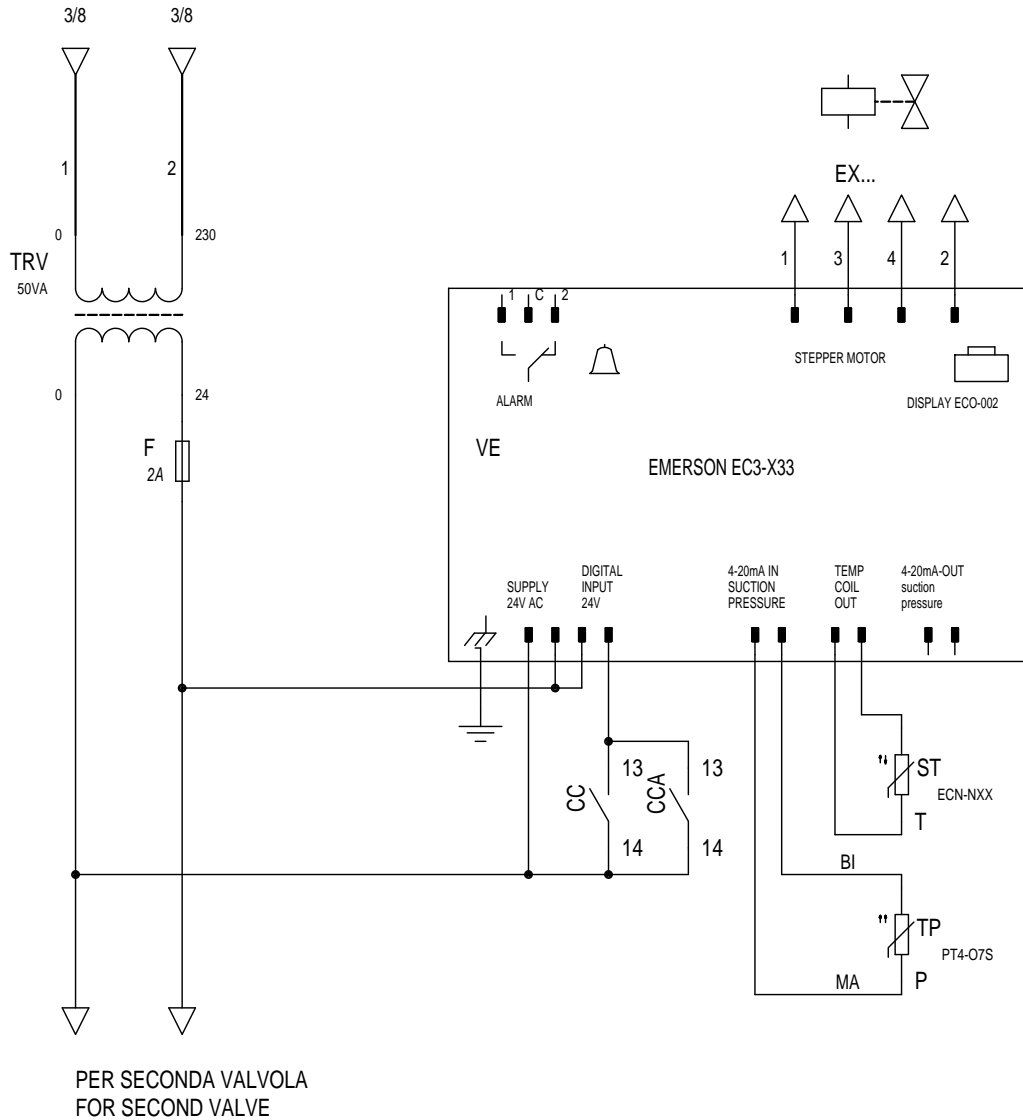 3/8
3/8
1
2
0
230
TRV
50VA
0
24
F
2A
EX...
1
3
4
2
1
C
2
STEPPER MOTOR
ALARM
DISPLAY ECO-002
VE
EMERSON EC3-X33
SUPPLY
24V AC
DIGITAL
INPUT
24V
4-20mA IN
SUCTION
PRESSURE
TEMP
COIL
OUT
4-20mA-OUT
suction
pressure
CC
13
14
CCA
13
14
ST
ECN-NXX
T
BI
TP
PT4-O7S
MA
P
PER SECONDA VALVOLA
FOR SECOND VALVE